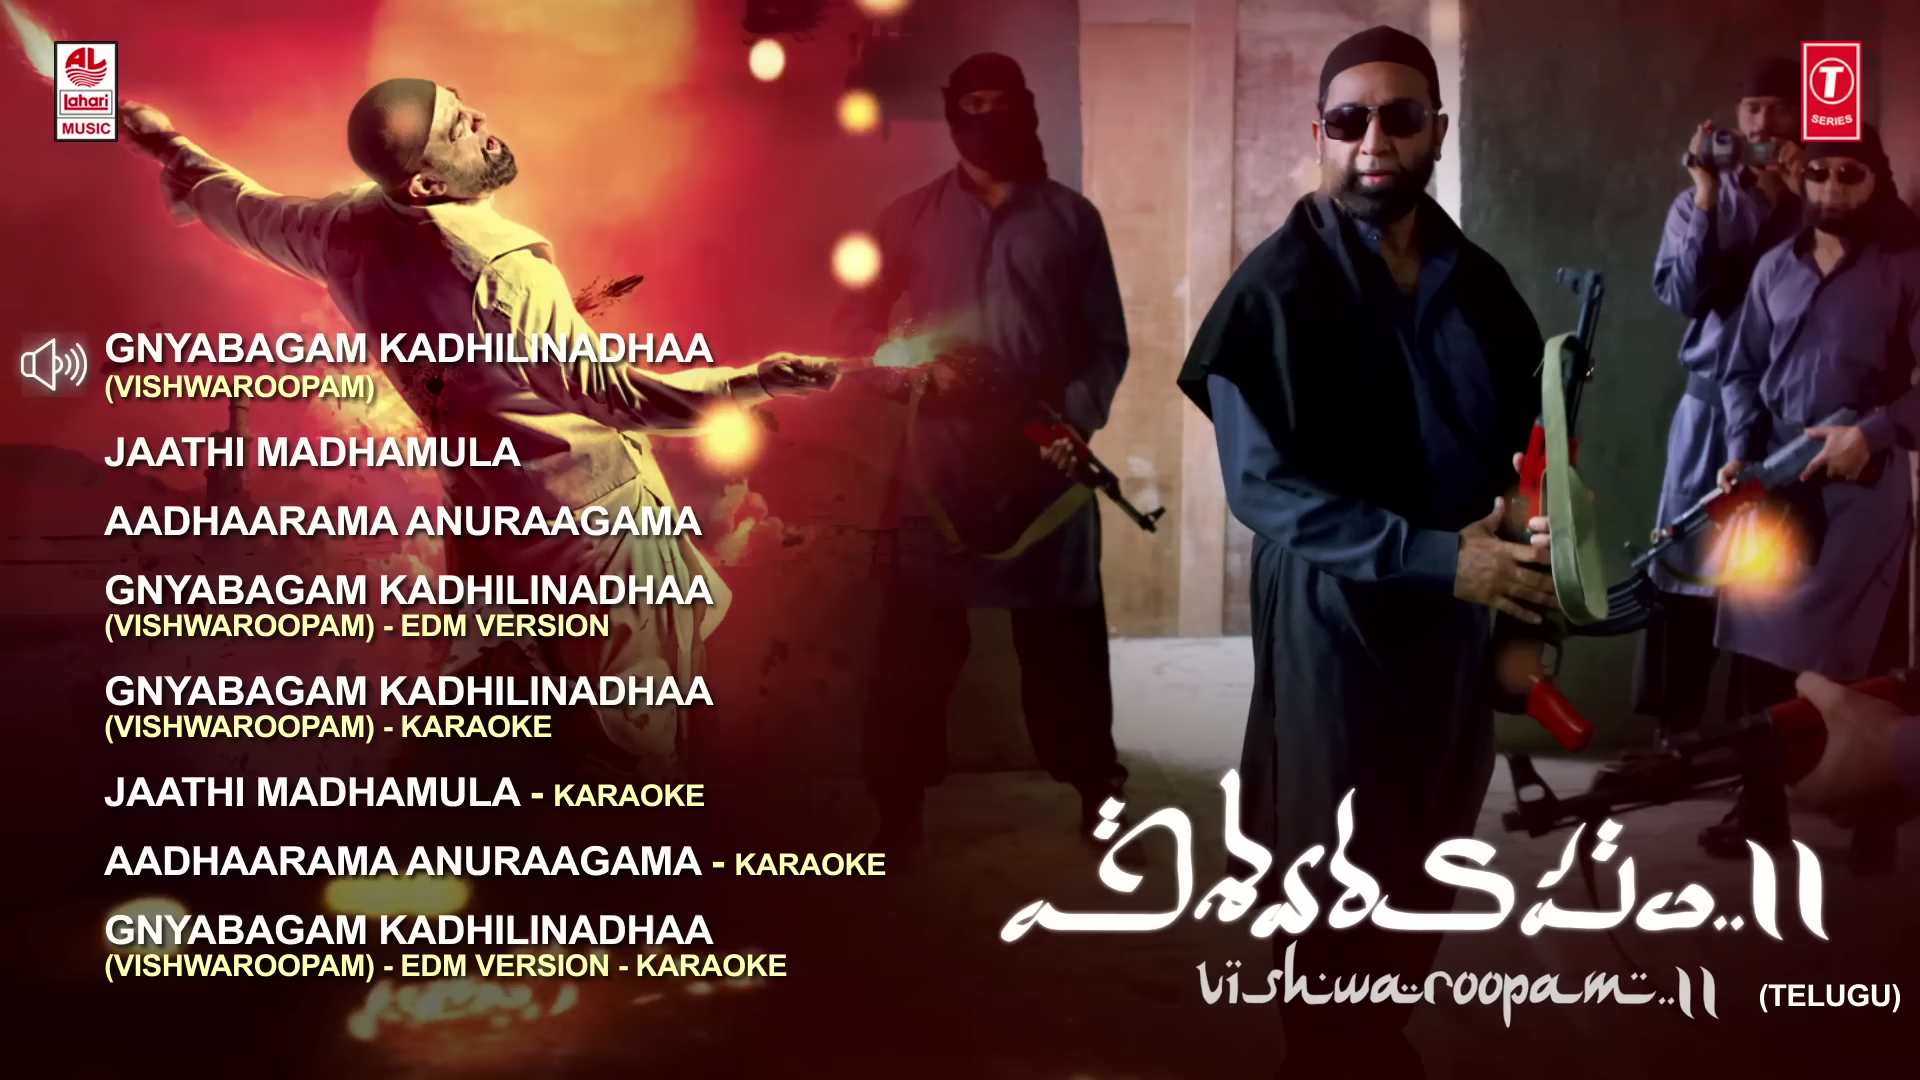 AL
lahari
MUSIC
T
SERIES
GNYABAGAM KADHILINADHAA
(VISHWAROOPAM)
JAATHI MADHAMULA
AADHAARAMA ANURAAGAMA
GNYABAGAM KADHILINADHAA
(VISHWAROOPAM) - EDM VERSION
GNYABAGAM KADHILINADHAA
(VISHWAROOPAM) - KARAOKE
JAATHI MADHAMULA - KARAOKE
AADHAARAMA ANURAAGAMA - KARAOKE
GNYABAGAM KADHILINADHAA
(VISHWAROOPAM) - EDM VERSION - KARAOKE
విశ్వరూపం..II
vishwaroopam..II
(TELUGU)